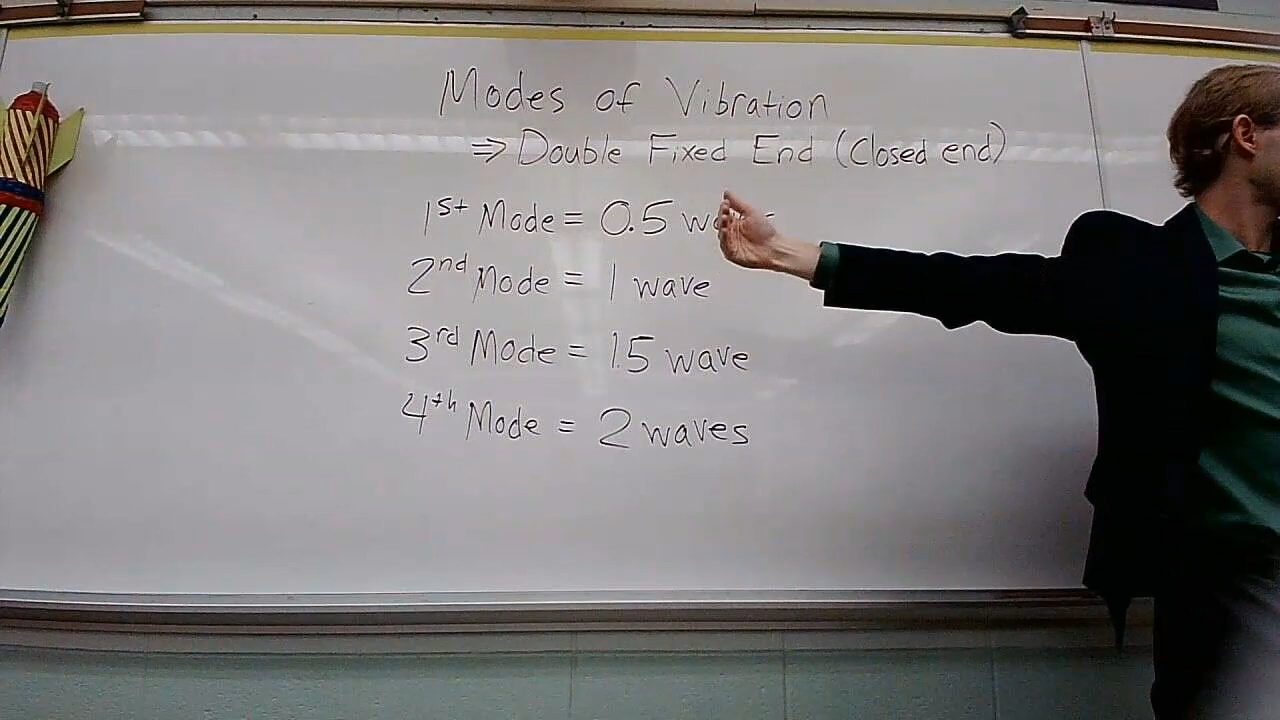 Modes of Vibration
⇒ Double Fixed End (Closed end)
1st Mode = 0.5
2nd Mode = 1 wave
3rd Mode = 1.5 wave
4th Mode = 2 waves